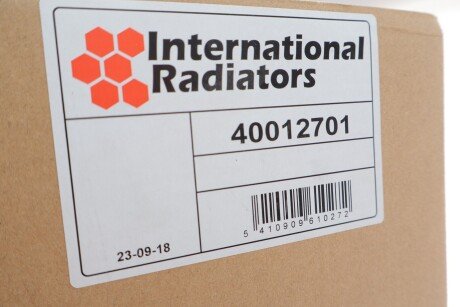 International
Radiators
40012701
23-09-18
5 410909 610272